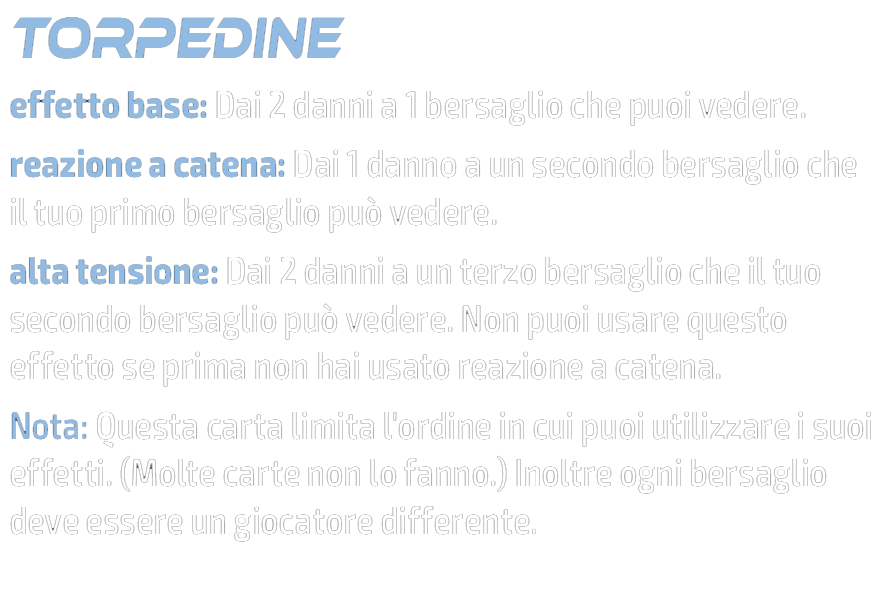 TORPEDINE
effetto base: Dai 2 danni a 1 bersaglio che puoi vedere.
reazione a catena: Dai 1 danno a un secondo bersaglio che
il tuo primo bersaglio può vedere.
alta tensione: Dai 2 danni a un terzo bersaglio che il tuo
secondo bersaglio può vedere. Non puoi usare questo
effetto se prima non hai usato reazione a catena.
Nota: Questa carta limita l'ordine in cui puoi utilizzare i suoi
effetti. (Molte carte non lo fanno.) Inoltre ogni bersaglio
deve essere un giocatore differente.